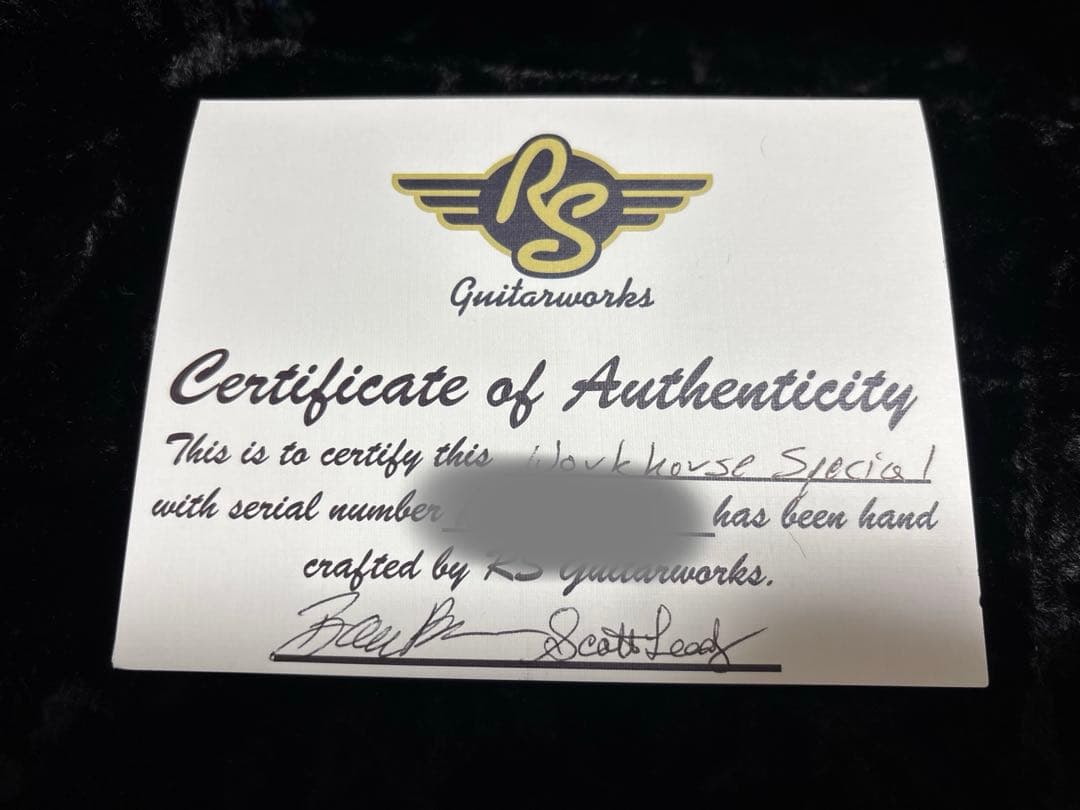 RS
Guitarworks
Certificate of Authenticity
This is to certify this Workhorse Special
with serial number has been hand
crafted by RS Guitarworks.
Scott